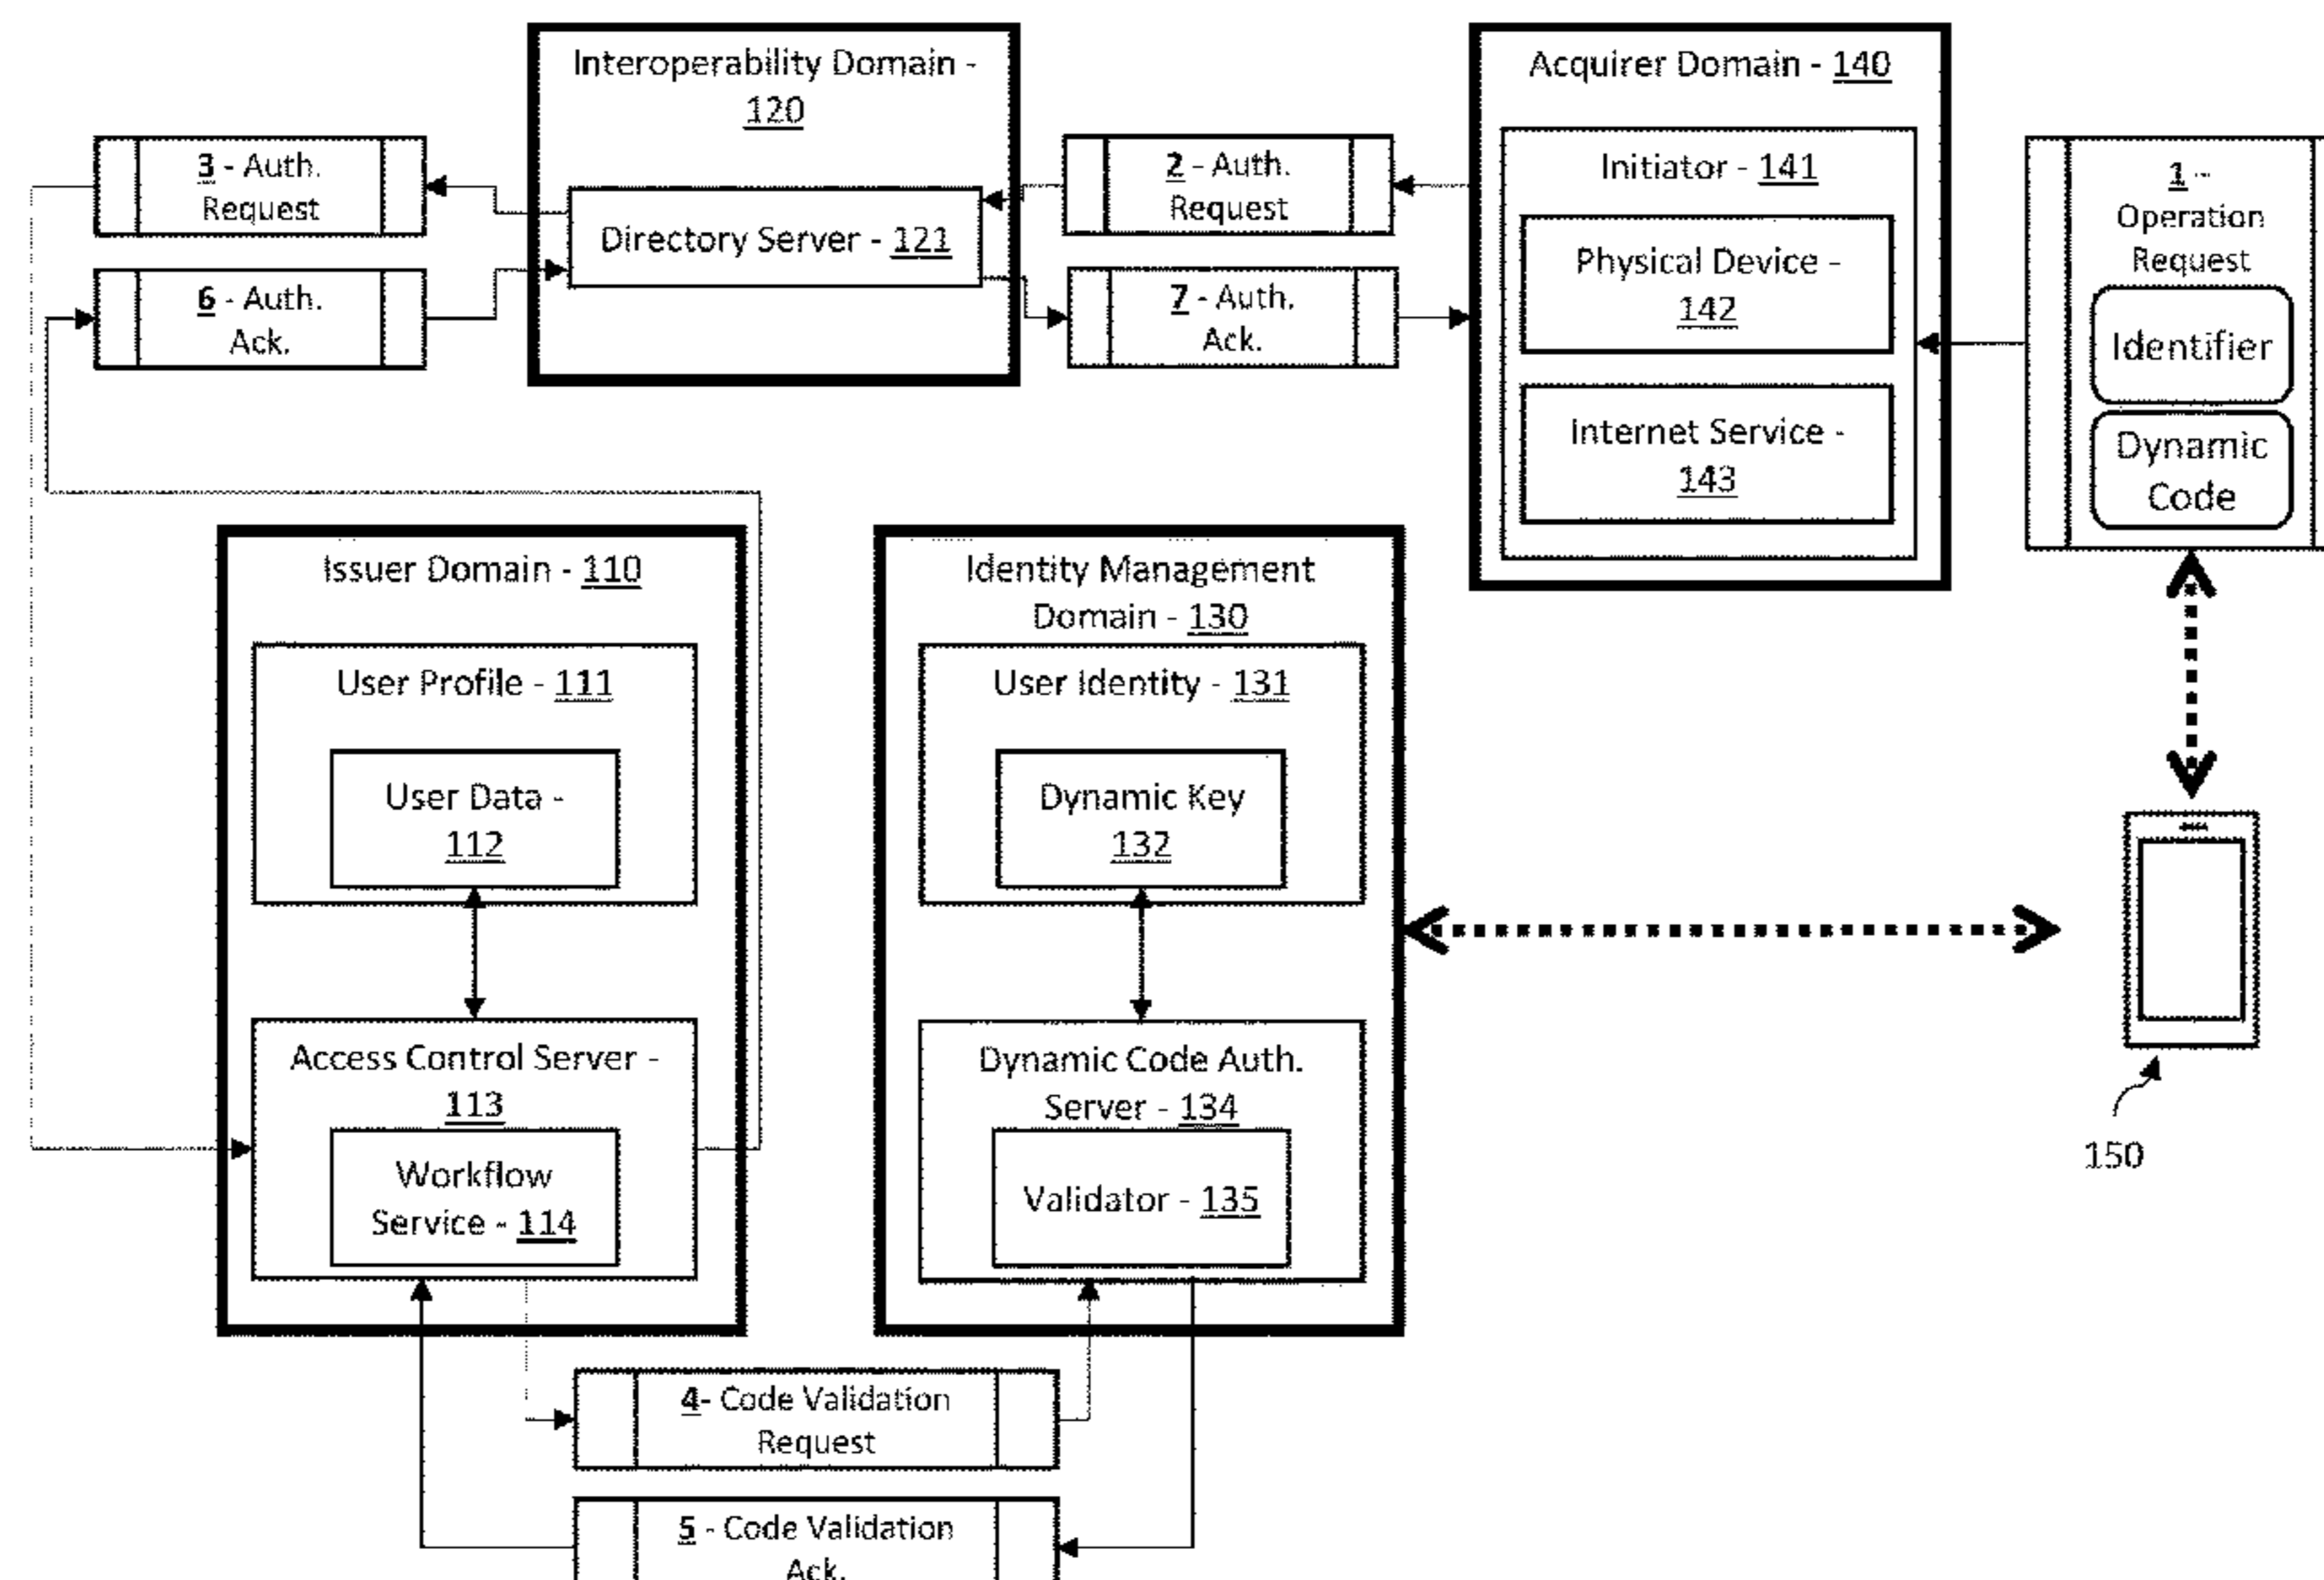 Interoperability Domain -
120
Directory Server - 121
Acquirer Domain - 140
Initiator - 141
Physical Device -
142
Internet Service -
143
1 -
Operation
Request
Identifier
Dynamic
Code
2 - Auth.
Request
7 - Auth.
Ack.
3 - Auth.
Request
6 - Auth.
Ack.
Issuer Domain - 110
User Profile - 111
User Data -
112
Access Control Server -
113
Workflow
Service - 114
Identity Management
Domain - 130
User Identity - 131
Dynamic Key
132
Dynamic Code Auth.
Server - 134
Validator - 135
150
4- Code Validation
Request
5 - Code Validation
Ack.